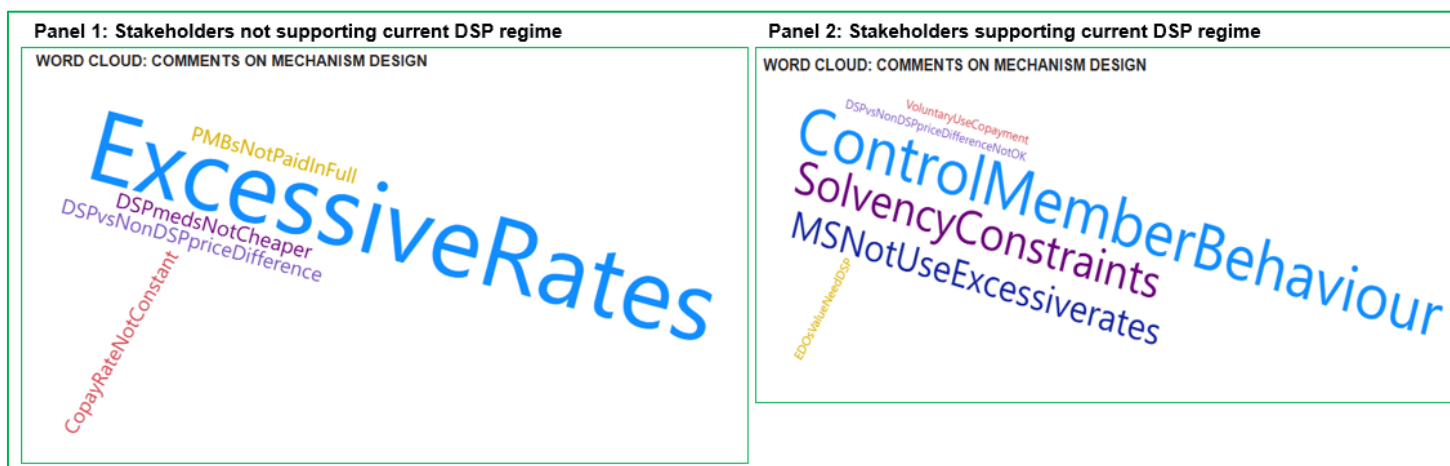 Panel 1: Stakeholders not supporting current DSP regime
WORD CLOUD: COMMENTS ON MECHANISM DESIGN
ExcessiveRates
PMBsNotPaidInFull
DSPmedsNotCheaper
DSPvsNonDSPpriceDifference
CopayRateNotConstant
Panel 2: Stakeholders supporting current DSP regime
WORD CLOUD: COMMENTS ON MECHANISM DESIGN
VoluntaryUseCopayment
DSPvsNonDSPpriceDifferenceNotOK
ControlMemberBehaviour
SolvencyConstraints
MSNotUseExcessiverates
EDOsValueNeedDSP